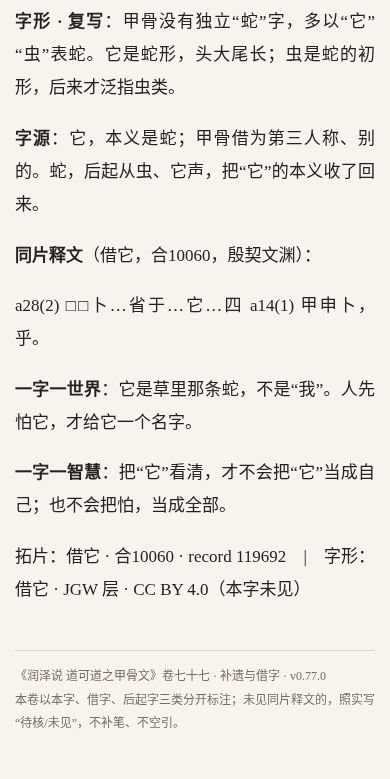 字形 · 复写：甲骨没有独立“蛇”字，多以“它”
“虫”表蛇。它是蛇形，头大尾长；虫是蛇的初
形，后来才泛指虫类。
字源：它，本义是蛇；甲骨借为第三人称、别
的。蛇，后起从虫、它声，把“它”的本义收了回
来。
同片释文（借它，合10060，殷契文渊）：
a28(2) □□卜…省于…它…四 a14(1) 甲申卜，
乎。
一字一世界：它是草里那条蛇，不是“我”。人先
怕它，才给它一个名字。
一字一智慧：把“它”看清，才不会把“它”当成自
己；也不会把怕，当成全部。
拓片：借它 · 合10060 · record 119692 | 字形：
借它 · JGW 层 · CC BY 4.0（本字未见）
《润泽说 道可道之甲骨文》卷七十七 · 补遗与借字 · v0.77.0
本卷以本字、借字、后起字三类分开标注；未见同片释文的，照实写
“待核/未见”，不补笔、不空引。